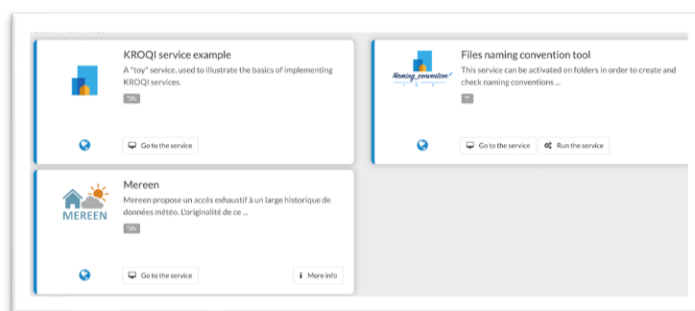 KROQI service example
A "toy" service, used to illustrate the basics of implementing
KROQI services.
Go to the service
Files naming convention tool
Naming_convention
This service can be activated on folders in order to create and
check naming conventions ...
Go to the service
Run the service
Mereen
MEREEN
Mereen propose un accès exhaustif à un large historique de
données météo. L'originalité de ce ...
Go to the service
More info